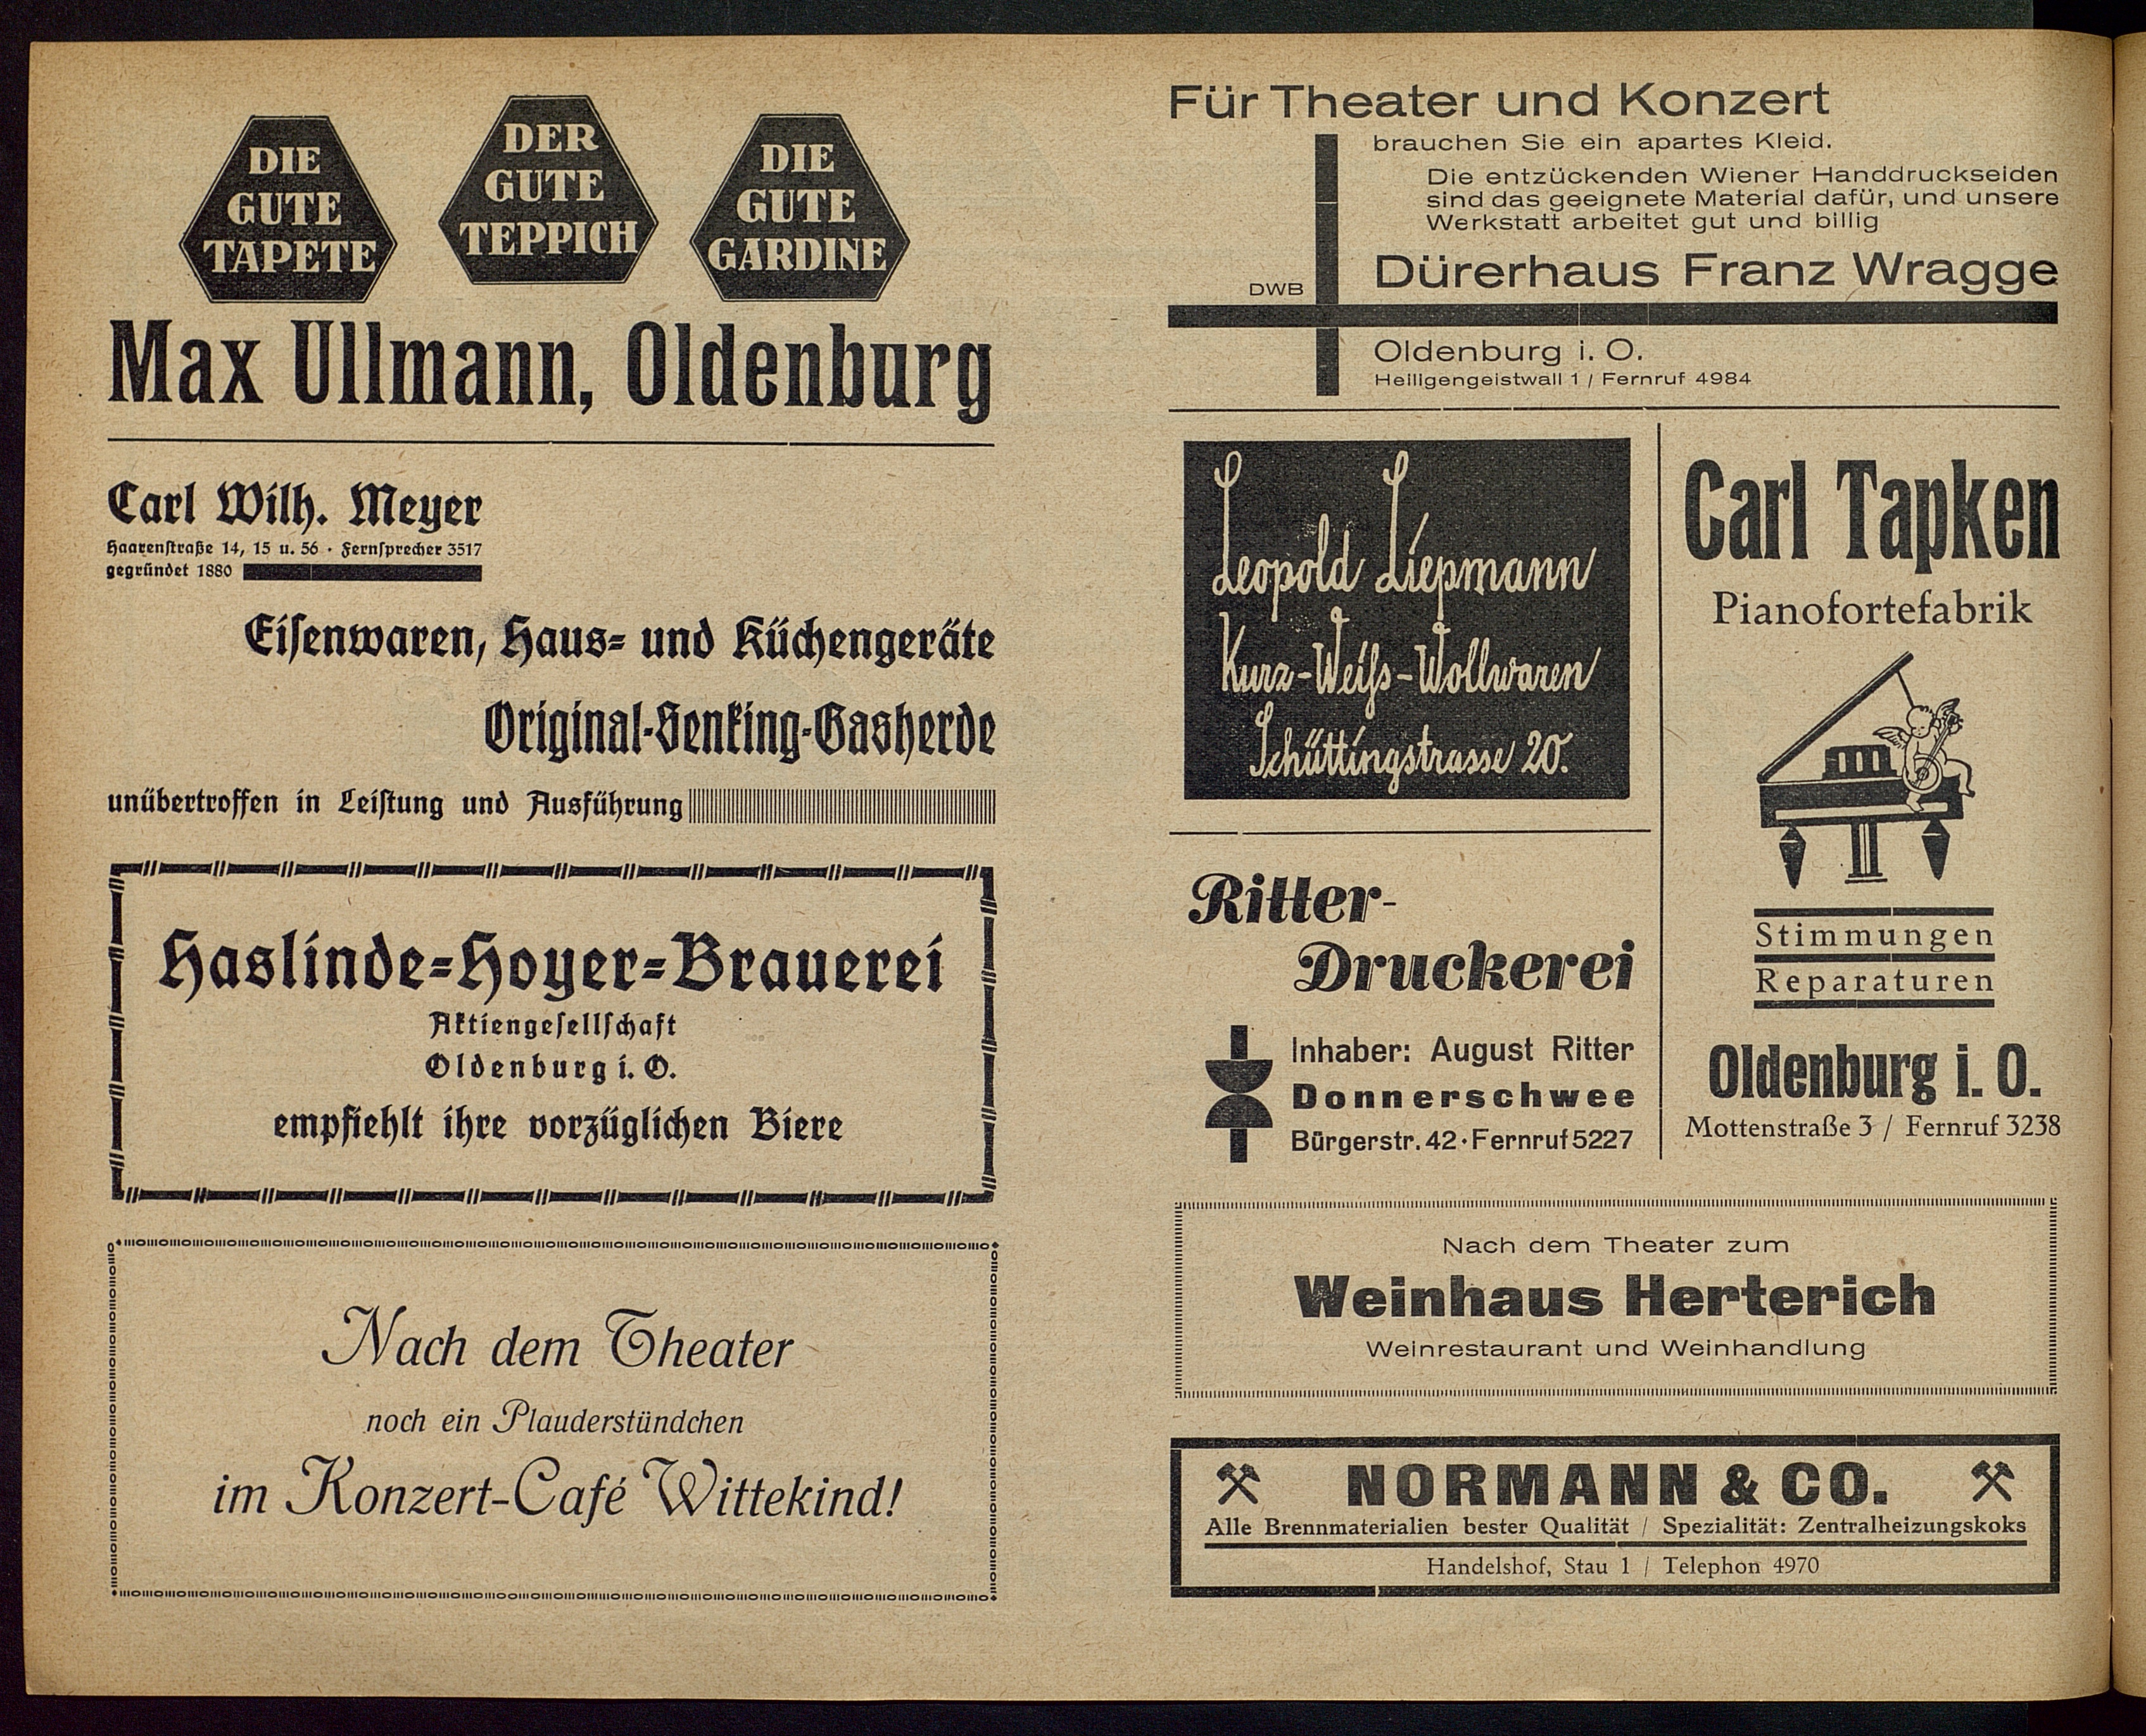 DIE
GUTE
TAPETE
DER
GUTE
TEPPICH
DIE
GUTE
GARDINE
Max Ullmann, Oldenburg
Carl Wilh. Meyer
Haarenſtraße 14, 15 u. 56 · Fernſprecher 3517
gegründet 1880
Eiſenwaren, Haus- und Küchengeräte
Original-Senking-Gasherde
unübertroffen in Leiſtung und Ausführung
Haslinde-Hoyer-Brauerei
Aktiengeſellſchaft
Oldenburg i. O.
empfiehlt ihre vorzüglichen Biere
Nach dem Theater
noch ein Plauderstündchen
im Konzert-Café Wittekind!
Für Theater und Konzert
brauchen Sie ein apartes Kleid.
Die entzückenden Wiener Handdruckseiden
sind das geeignete Material dafür, und unsere
Werkstatt arbeitet gut und billig
DWB
Dürerhaus Franz Wragge
Oldenburg i. O.
Heiligengeistwall 1 / Fernruf 4984
Leopold Liepmann
Kurz-Weiſs-Wollwaren
Schüttingstrasse 20.
Carl Tapken
Pianofortefabrik
Stimmungen
Reparaturen
Oldenburg i. O.
Mottenstraße 3 / Fernruf 3238
Ritter-
Druckerei
Inhaber: August Ritter
Donnerschwee
Bürgerstr. 42 · Fernruf 5227
Nach dem Theater zum
Weinhaus Herterich
Weinrestaurant und Weinhandlung
NORMANN & CO.
Alle Brennmaterialien bester Qualität / Spezialität: Zentralheizungskoks
Handelshof, Stau 1 / Telephon 4970